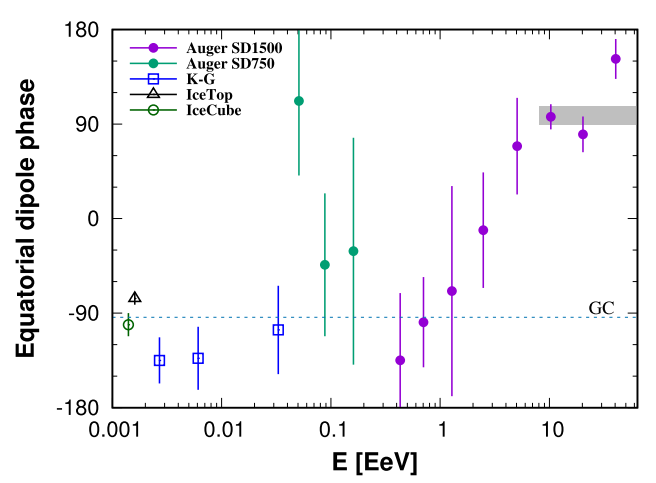 Equatorial dipole phase
180
90
0
-90
-180
Auger SD1500
Auger SD750
K-G
IceTop
IceCube
GC
0.001 0.01 0.1 1 10
E [EeV]